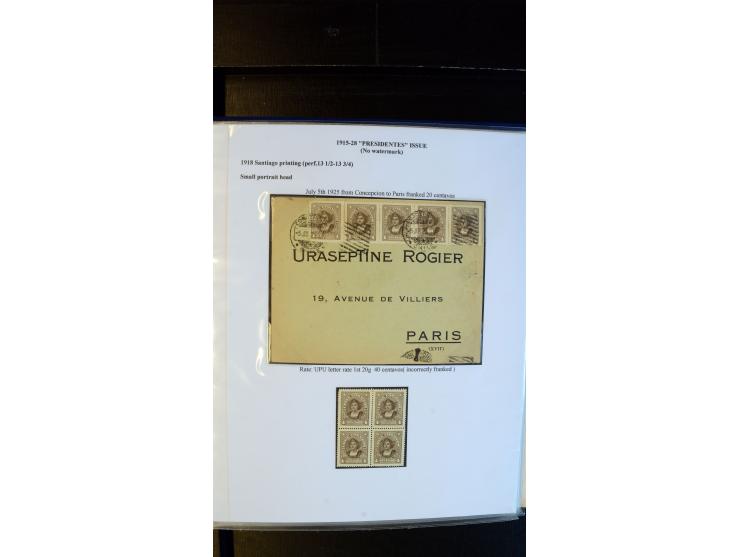 1915-28 "PRESIDENTES" ISSUE
(No watermark)
1918 Santiago printing (perf.13 1/2-13 3/4)
Small portrait head
July 5th 1925 from Concepcion to Paris franked 20 centavos
URASEPTINE ROGIER
19, AVENUE DE VILLIERS
PARIS
(XVIIe)
Rate: UPU letter rate 1st 20g 40 centavos( incorrectly franked )